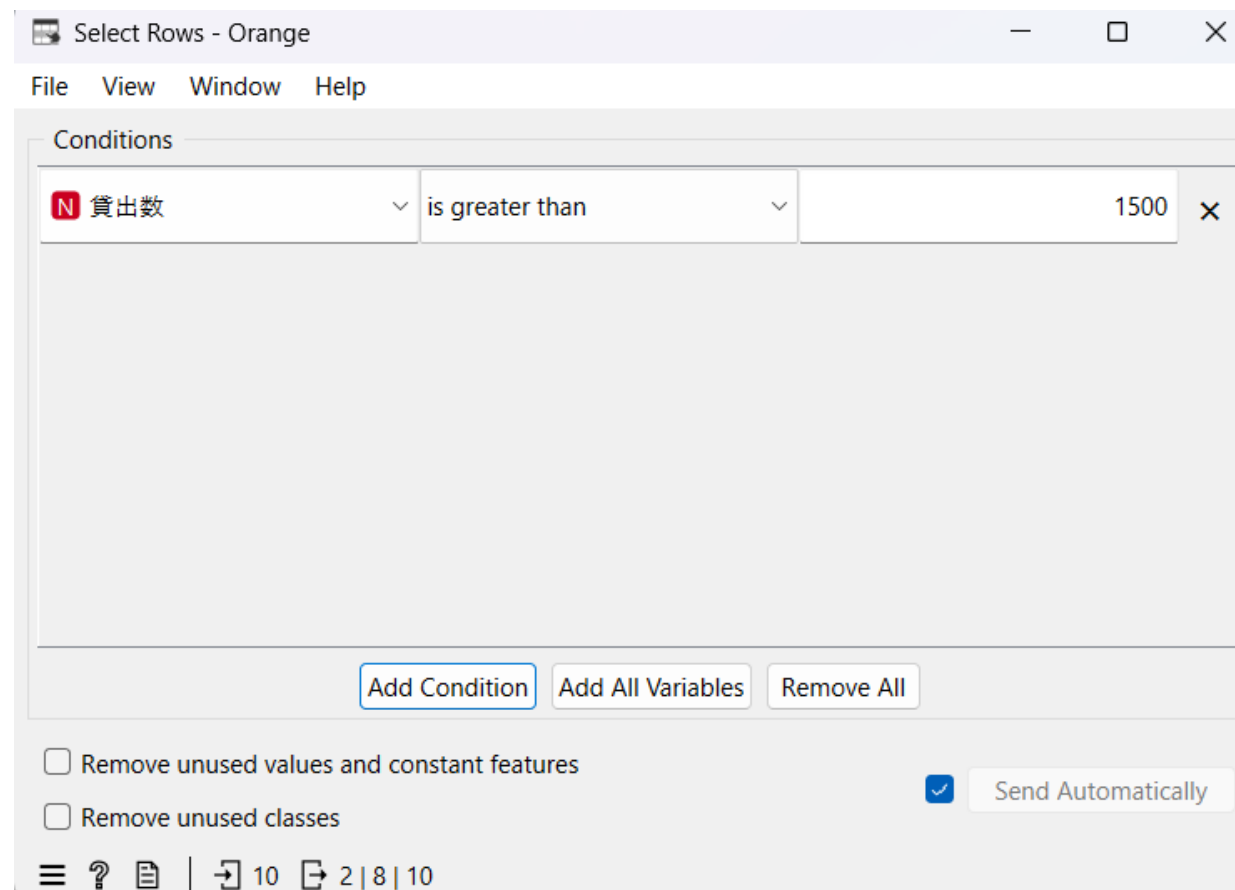 Select Rows - Orange
File View Window Help
Conditions
N 貸出数 is greater than 1500
Add Condition Add All Variables Remove All
Remove unused values and constant features
Send Automatically
Remove unused classes
? 10 2 | 8 | 10